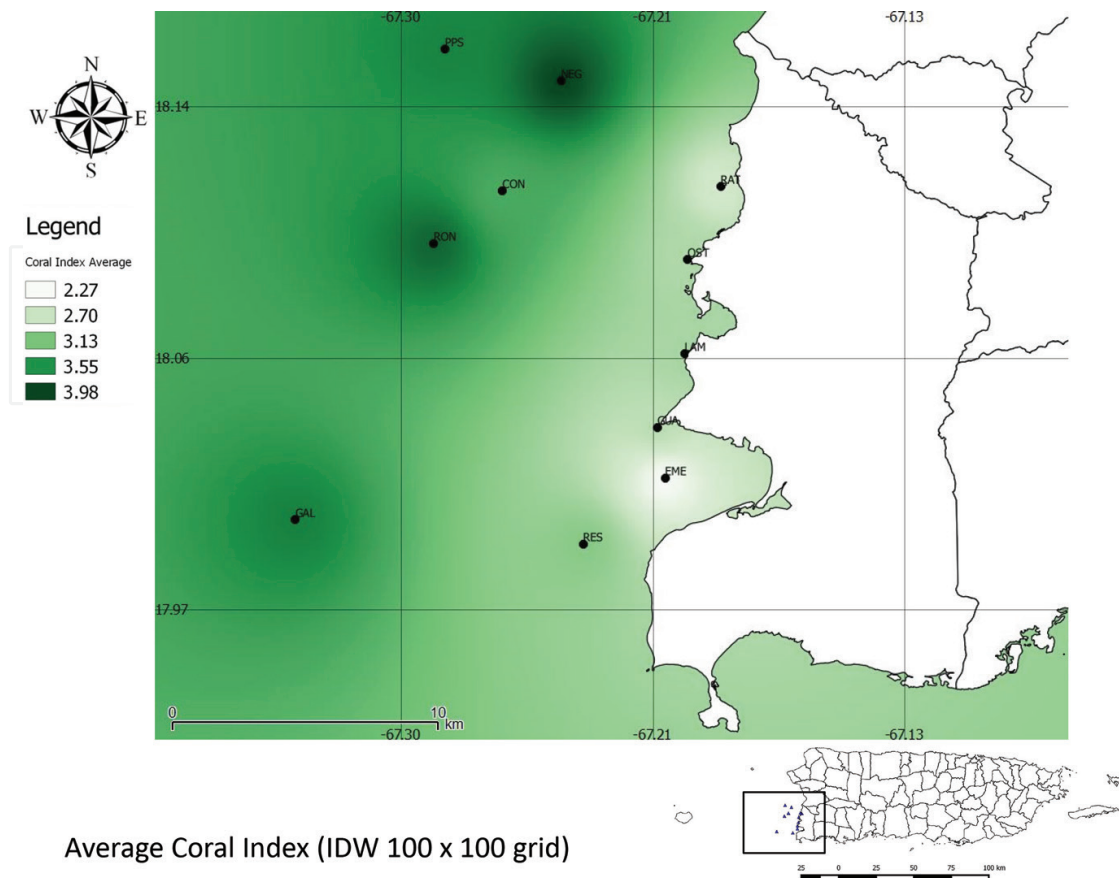 -67.30 -67.21 -67.13
PPS
NEG
N
W E
S
18.14
CON
RAT
Legend
Coral Index Average
2.27
2.70
3.13
3.55
3.98
RON
OST
LAM
18.06
GUA
EME
GAL
RES
17.97
0 10
km
-67.30 -67.21 -67.13
Average Coral Index (IDW 100 x 100 grid)
25 0 25 50 75 100 km